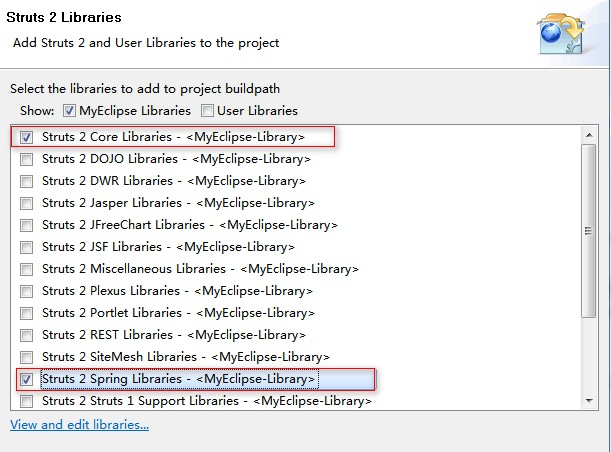 Struts 2 Libraries
Add Struts 2 and User Libraries to the project
Select the libraries to add to project buildpath
Show: MyEclipse Libraries User Libraries
Struts 2 Core Libraries - <MyEclipse-Library>
Struts 2 DOJO Libraries - <MyEclipse-Library>
Struts 2 DWR Libraries - <MyEclipse-Library>
Struts 2 Jasper Libraries - <MyEclipse-Library>
Struts 2 JFreeChart Libraries - <MyEclipse-Library>
Struts 2 JSF Libraries - <MyEclipse-Library>
Struts 2 Miscellaneous Libraries - <MyEclipse-Library>
Struts 2 Plexus Libraries - <MyEclipse-Library>
Struts 2 Portlet Libraries - <MyEclipse-Library>
Struts 2 REST Libraries - <MyEclipse-Library>
Struts 2 SiteMesh Libraries - <MyEclipse-Library>
Struts 2 Spring Libraries - <MyEclipse-Library>
Struts 2 Struts 1 Support Libraries - <MyEclipse-Library>
View and edit libraries...